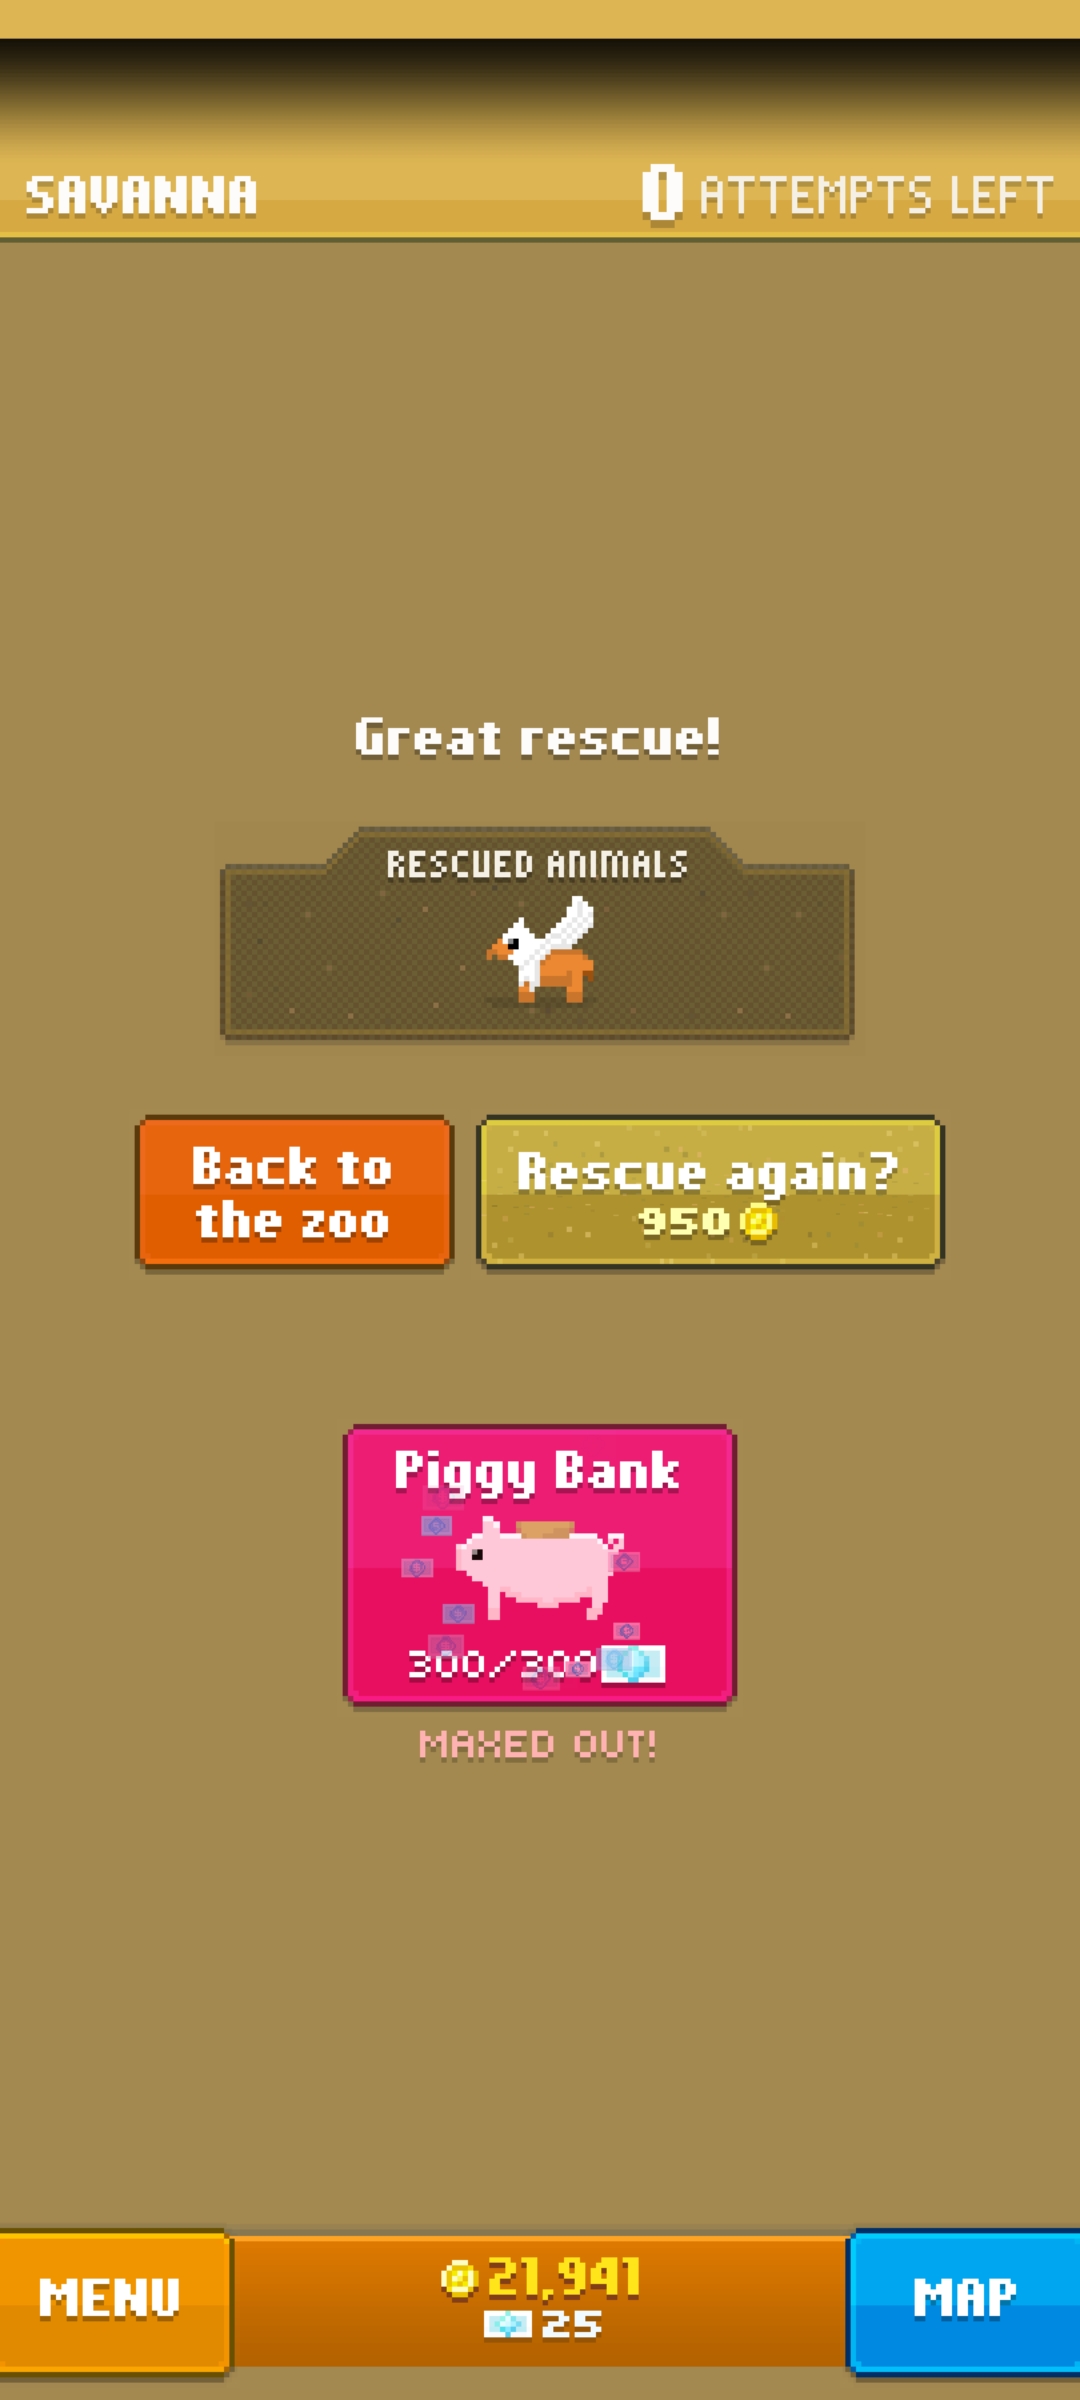 SAVANNA
0 ATTEMPTS LEFT
Great rescue!
RESCUED ANIMALS
Back to
the zoo
Rescue again?
950
Piggy Bank
300/300
MAXED OUT!
MENU
21,941
25
MAP